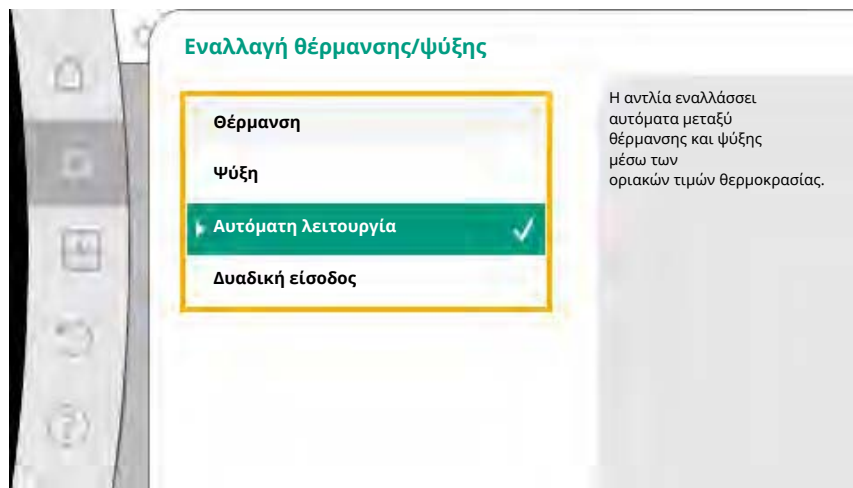 Εναλλαγή θέρμανσης/ψύξης
Θέρμανση
Ψύξη
Αυτόματη λειτουργία
Δυαδική είσοδος
Η αντλία εναλλάσσει
αυτόματα μεταξύ
θέρμανσης και ψύξης
μέσω των
οριακών τιμών θερμοκρασίας.